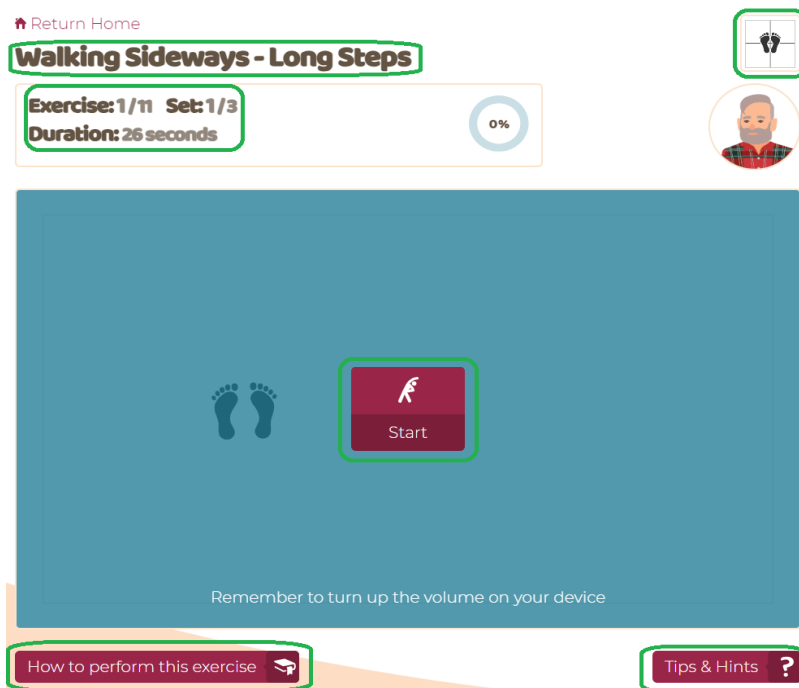 Return Home
Walking Sideways - Long Steps
Exercise: 1/11 Set: 1/3
Duration: 26 seconds
0%
Start
Remember to turn up the volume on your device
How to perform this exercise
Tips & Hints ?